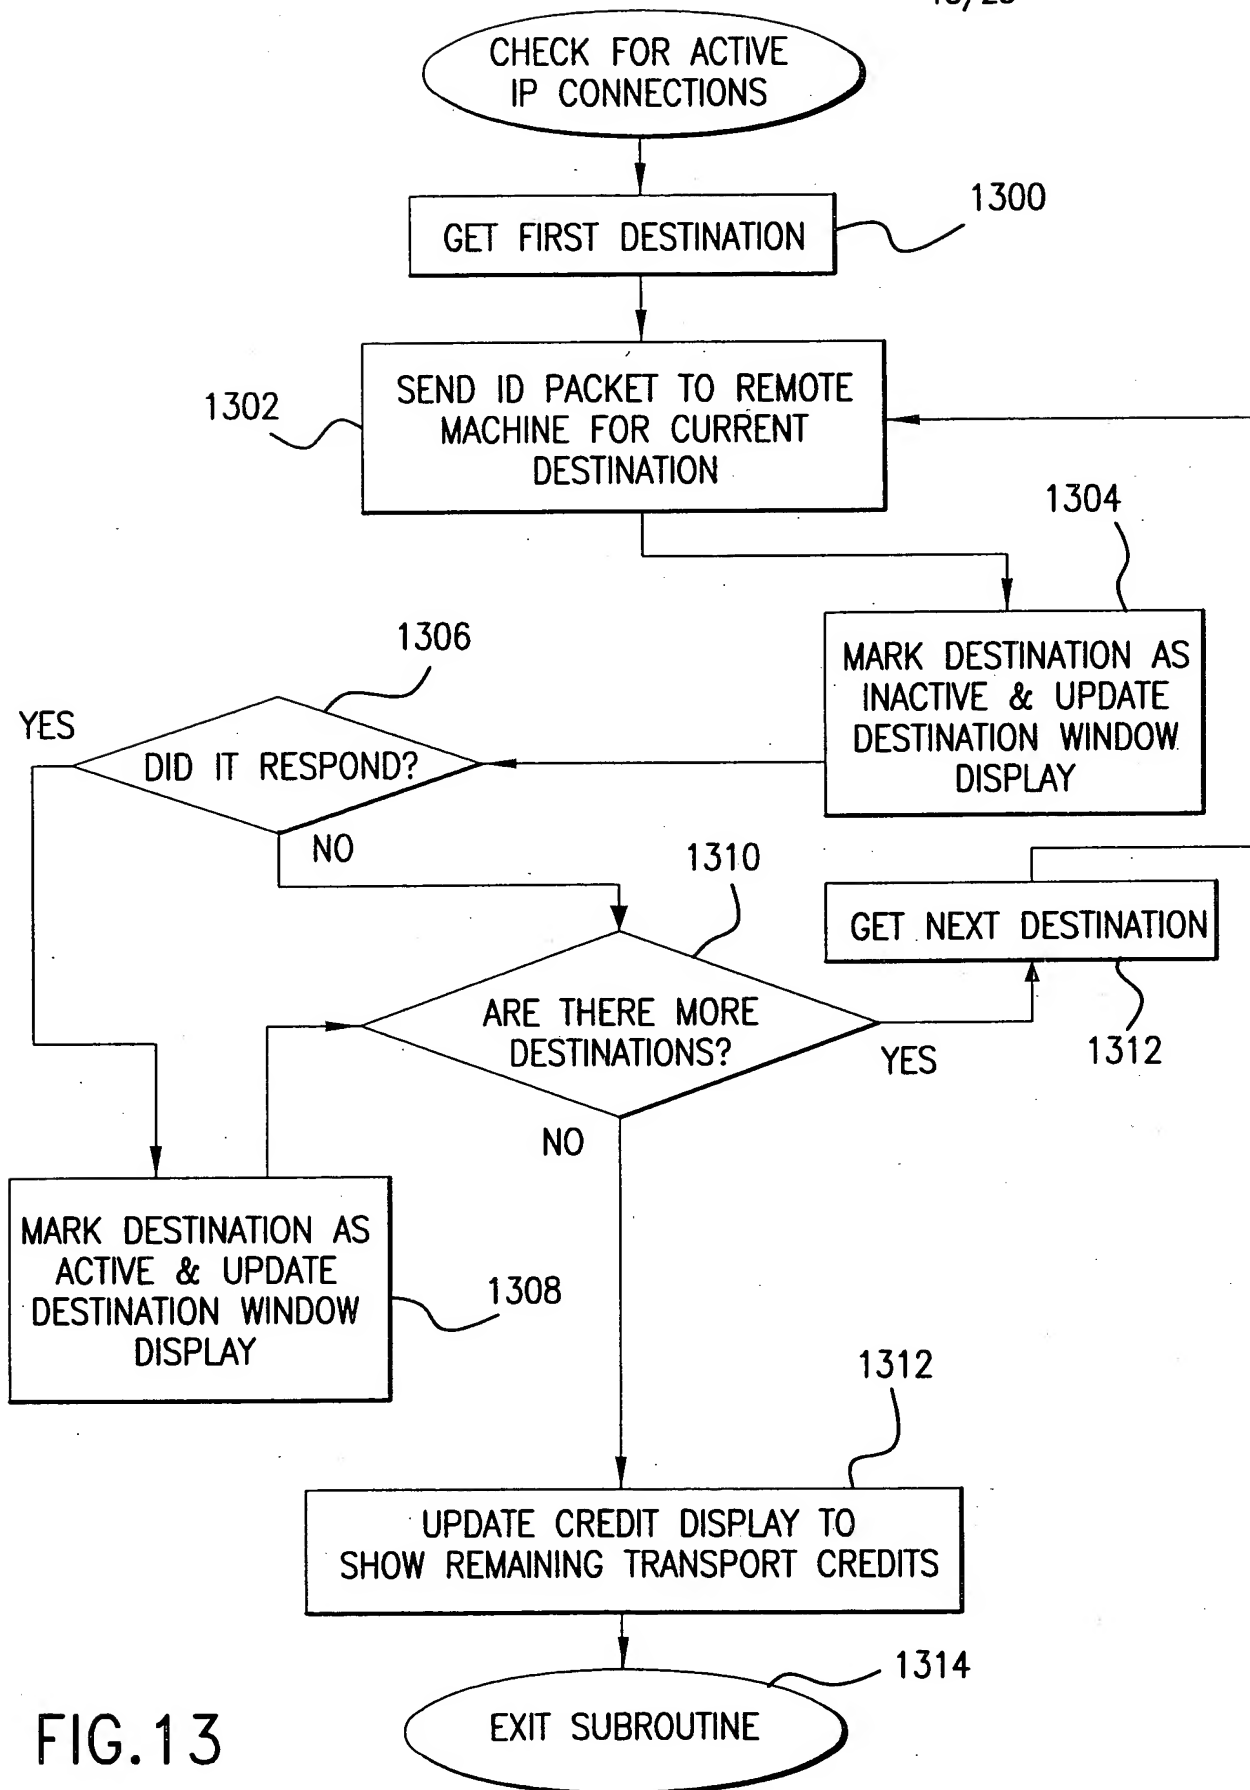 CHECK FOR ACTIVE
IP CONNECTIONS
1300
GET FIRST DESTINATION
1302
SEND ID PACKET TO REMOTE
MACHINE FOR CURRENT
DESTINATION
1304
MARK DESTINATION AS
INACTIVE & UPDATE
DESTINATION WINDOW
DISPLAY
1306
YES
DID IT RESPOND?
NO
1310
GET NEXT DESTINATION
ARE THERE MORE
DESTINATIONS?
YES
1312
NO
MARK DESTINATION AS
ACTIVE & UPDATE
DESTINATION WINDOW
DISPLAY
1308
1312
UPDATE CREDIT DISPLAY TO
SHOW REMAINING TRANSPORT CREDITS
1314
EXIT SUBROUTINE
FIG.13